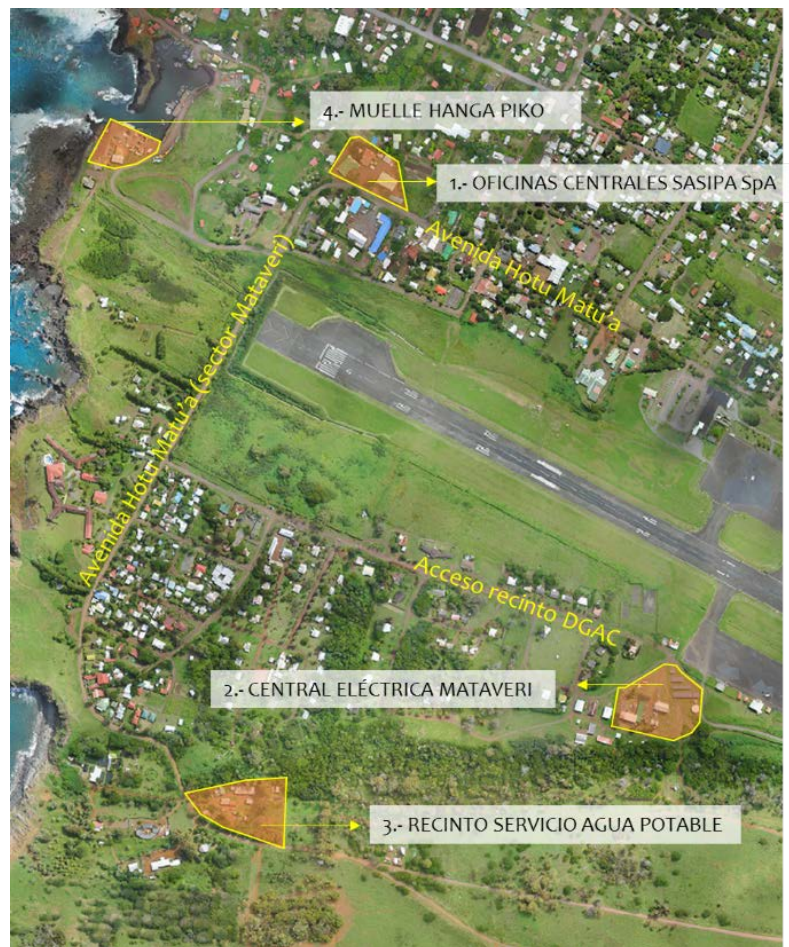 4.- MUELLE HANGA PIKO
1.- OFICINAS CENTRALES SASIPA SpA
Avenida Hotu Matu'a
Avenida Hotu Matu'a (sector Mataveri)
Acceso recinto DGAC
2.- CENTRAL ELÉCTRICA MATAVERI
3.- RECINTO SERVICIO AGUA POTABLE